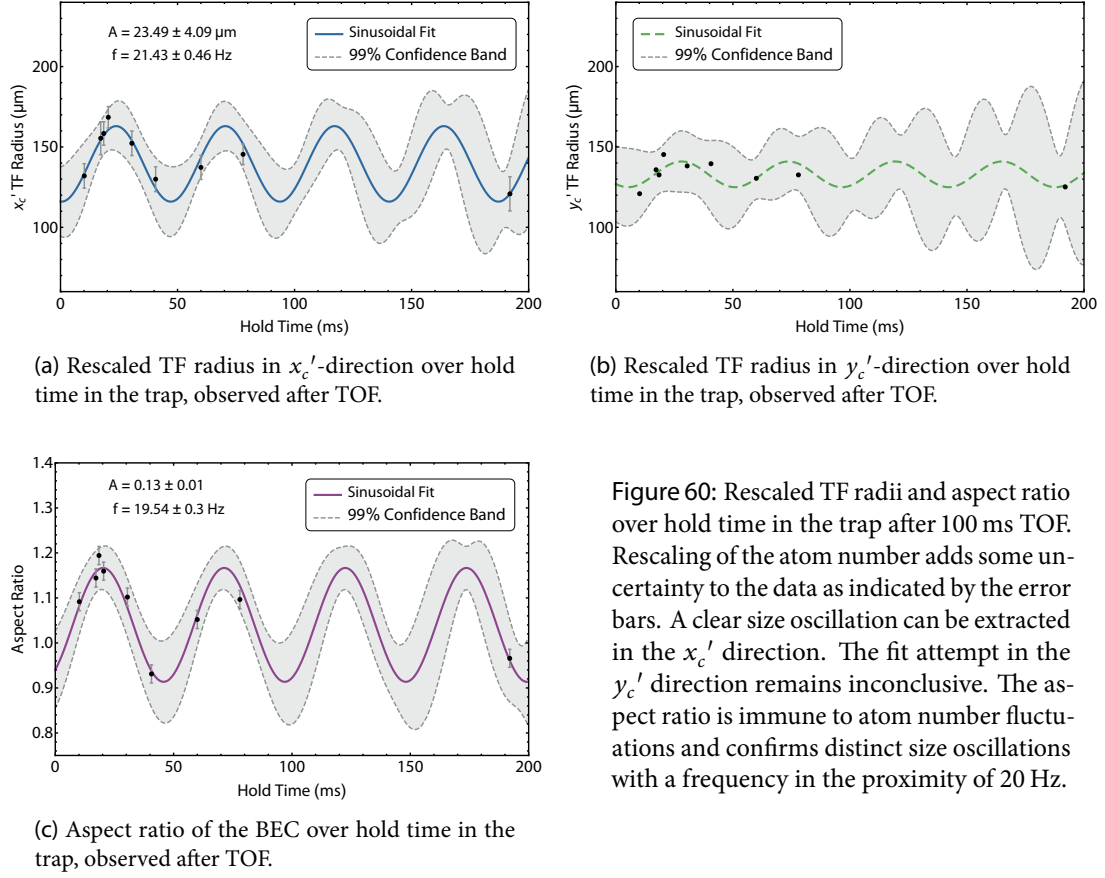 A = 23.49 ± 4.09 µm
f = 21.43 ± 0.46 Hz
Sinusoidal Fit
99% Confidence Band
200
150
100
x_c' TF Radius (µm)
0 50 100 150 200
Hold Time (ms)
(a) Rescaled TF radius in x_c'-direction over hold
time in the trap, observed after TOF.
Sinusoidal Fit
99% Confidence Band
200
150
100
y_c' TF Radius (µm)
0 50 100 150 200
Hold Time (ms)
(b) Rescaled TF radius in y_c'-direction over hold
time in the trap, observed after TOF.
A = 0.13 ± 0.01
f = 19.54 ± 0.3 Hz
Sinusoidal Fit
99% Confidence Band
1.4
1.3
1.2
1.1
1.0
0.9
0.8
Aspect Ratio
0 50 100 150 200
Hold Time (ms)
(c) Aspect ratio of the BEC over hold time in the
trap, observed after TOF.
Figure 60: Rescaled TF radii and aspect ratio
over hold time in the trap after 100 ms TOF.
Rescaling of the atom number adds some un-
certainty to the data as indicated by the error
bars. A clear size oscillation can be extracted
in the x_c' direction. The fit attempt in the
y_c' direction remains inconclusive. The as-
pect ratio is immune to atom number fluctu-
ations and confirms distinct size oscillations
with a frequency in the proximity of 20 Hz.